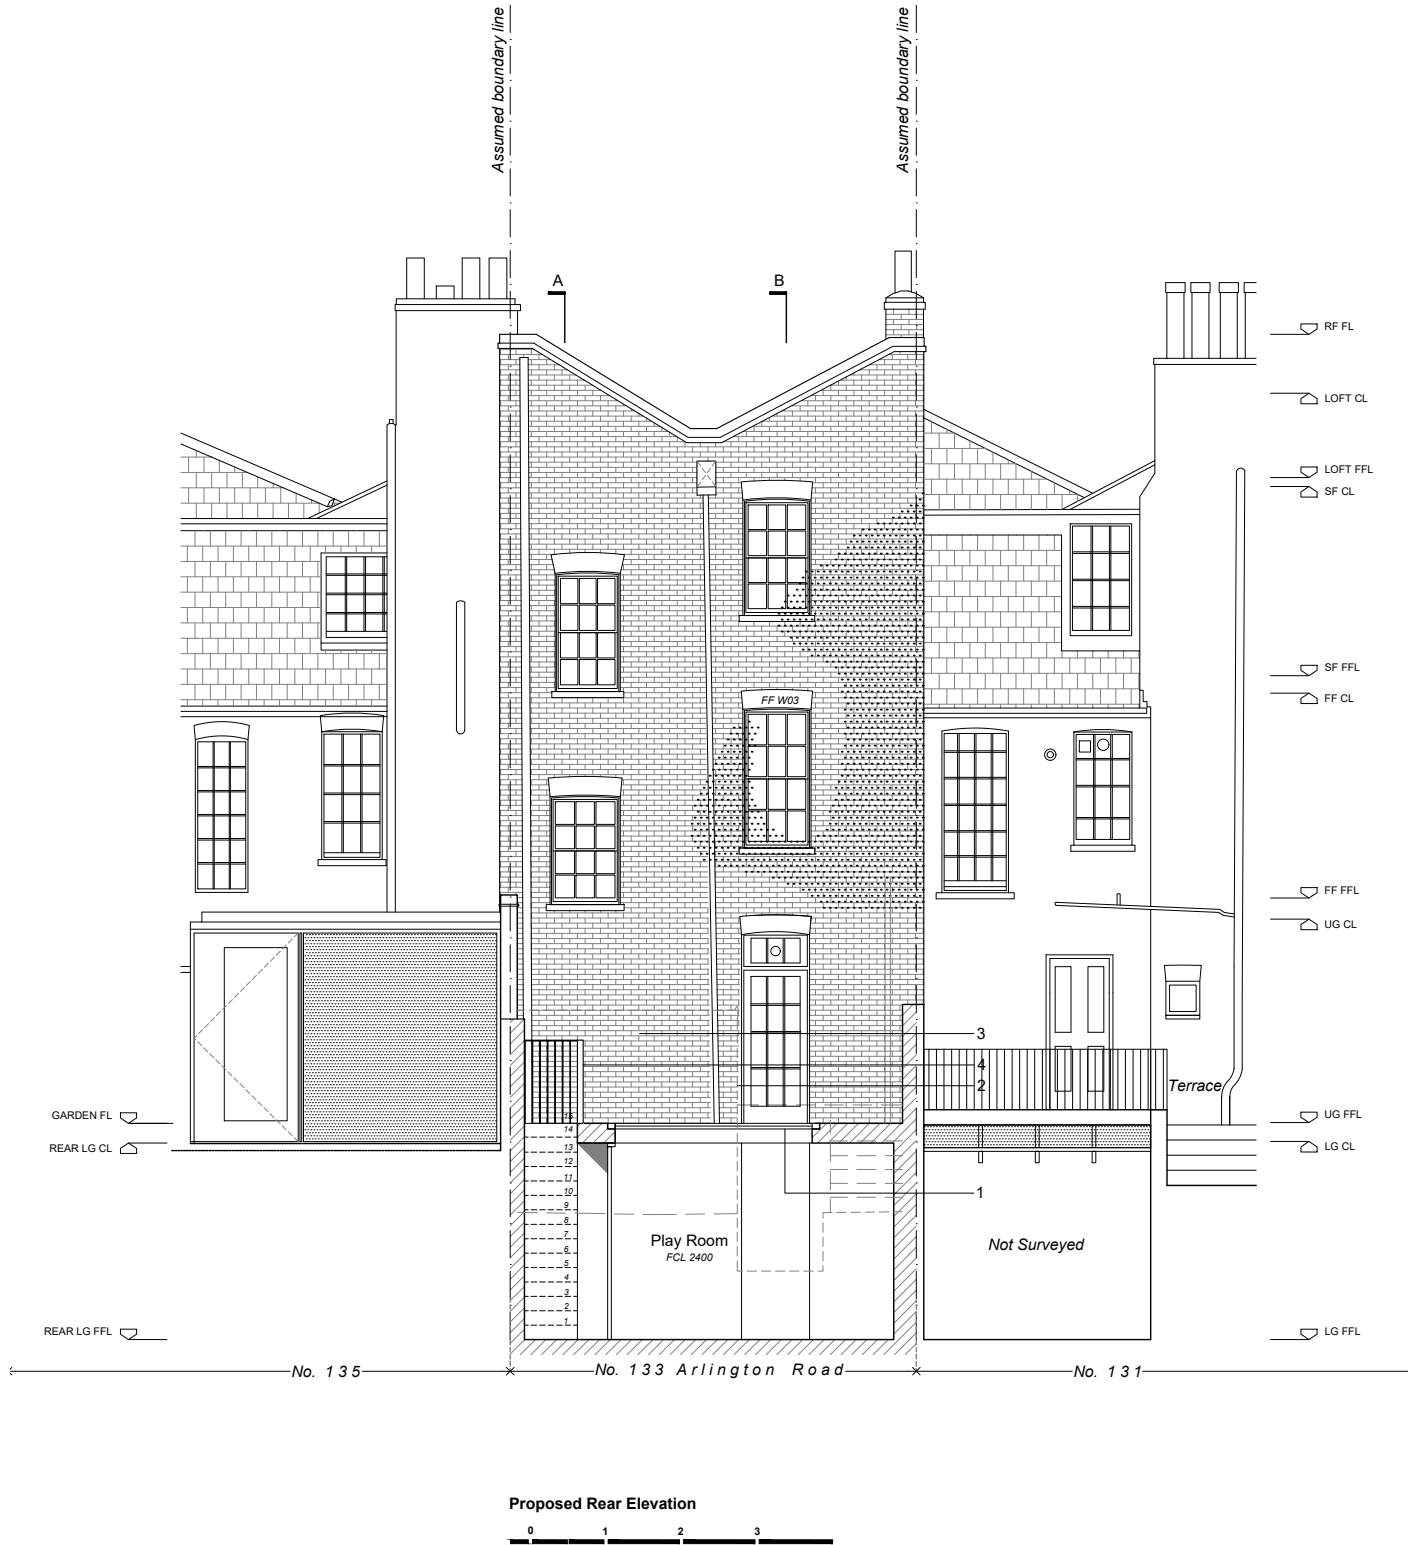 Assumed boundary line
Assumed boundary line
A
B
RF FL
LOFT CL
LOFT FFL
SF CL
SF FFL
FF CL
FF W03
FF FFL
UG CL
3
4
2
Terrace
GARDEN FL
UG FFL
REAR LG CL
LG CL
15
14
13
12
11
10
9
8
7
6
5
4
3
2
1
1
Play Room
FCL 2400
Not Surveyed
REAR LG FFL
LG FFL
No. 135
No. 133 Arlington Road
No. 131
Proposed Rear Elevation
0 1 2 3